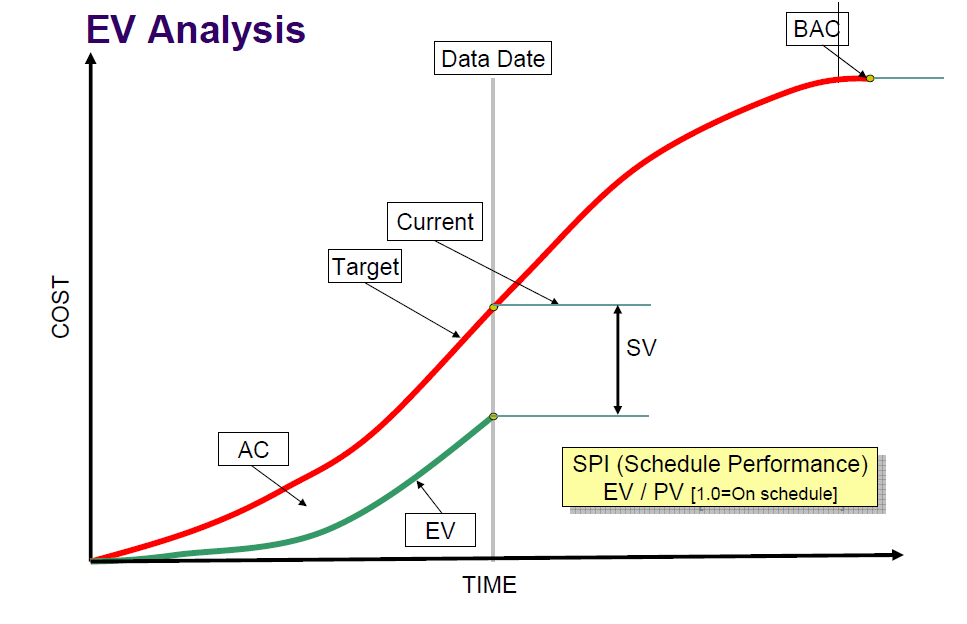 EV Analysis
BAC
Data Date
Current
Target
COST
SV
AC
SPI (Schedule Performance)
EV / PV [1.0=On schedule]
EV
TIME